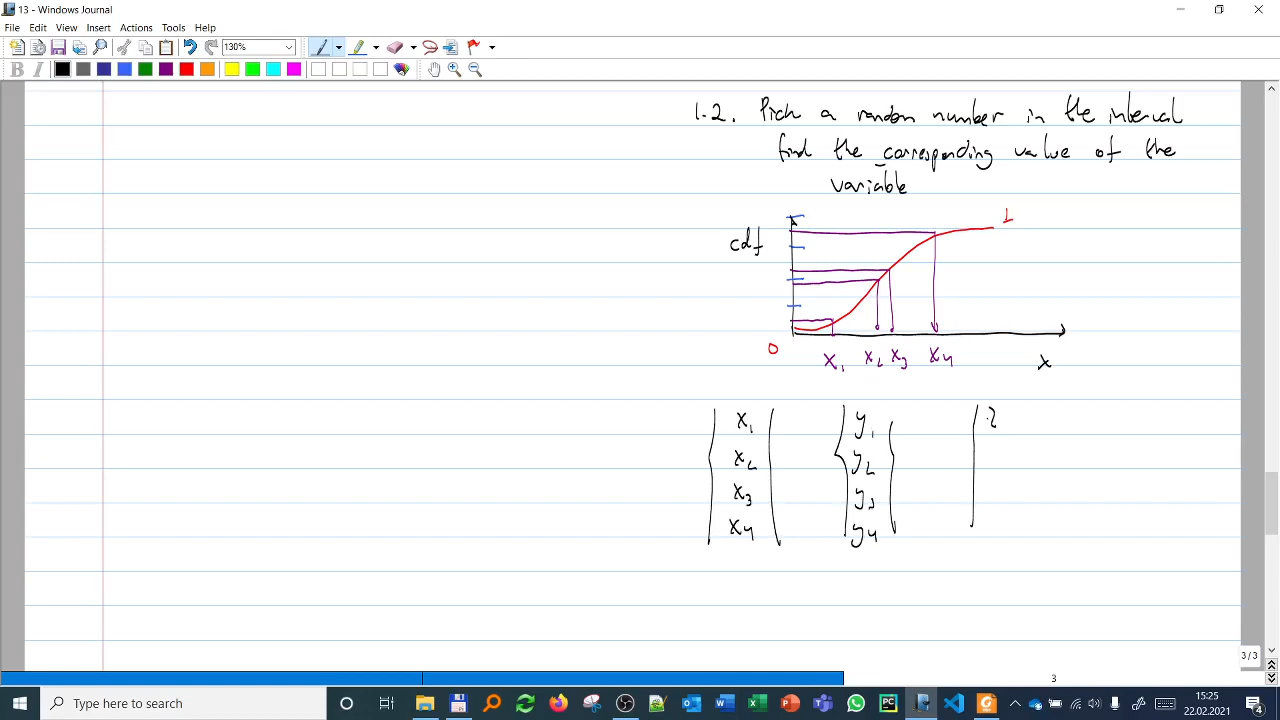 13 - Windows Journal
File Edit View Insert Actions Tools Help
130%
B I
1-2. Pick a random number in the interval
find the corresponding value of the
variable
1
cdf
0
x1 x2 x3 x4 x
x1 y1 z
x2 y2
x3 y3
x4 y4
3/3
3
Type here to search
15:25
22.02.2021